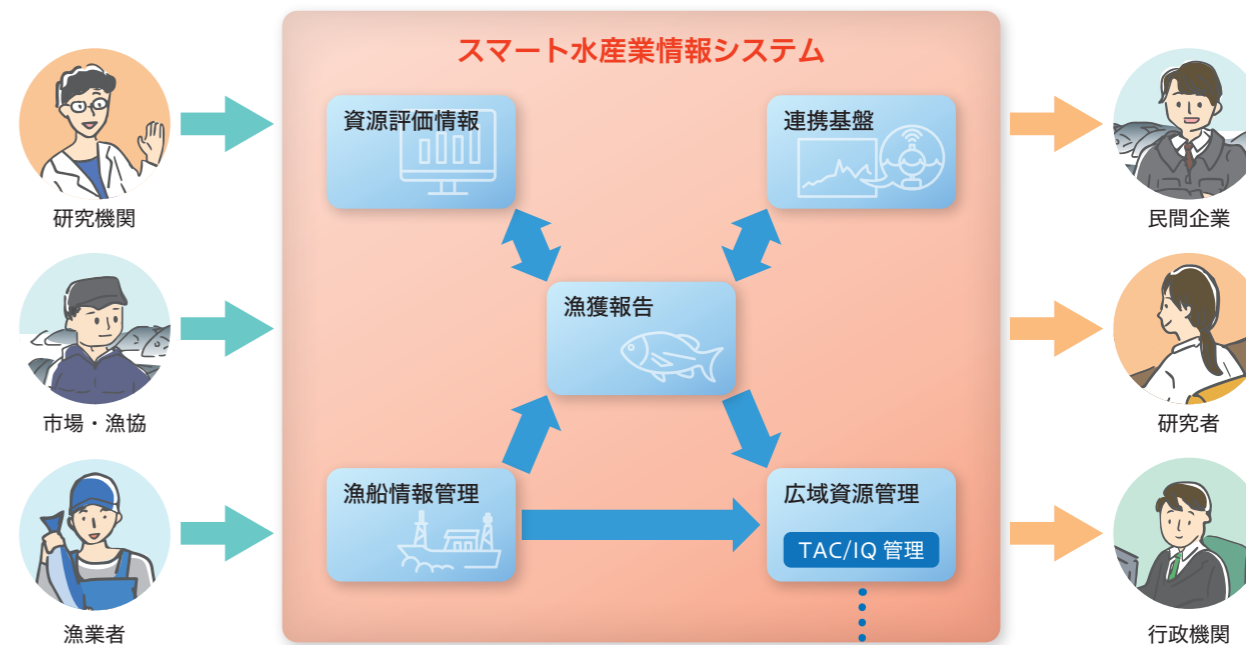 スマート水産業情報システム
資源評価情報
連携基盤
研究機関
民間企業
漁獲報告
市場・漁協
研究者
漁船情報管理
広域資源管理
TAC/IQ 管理
漁業者
行政機関